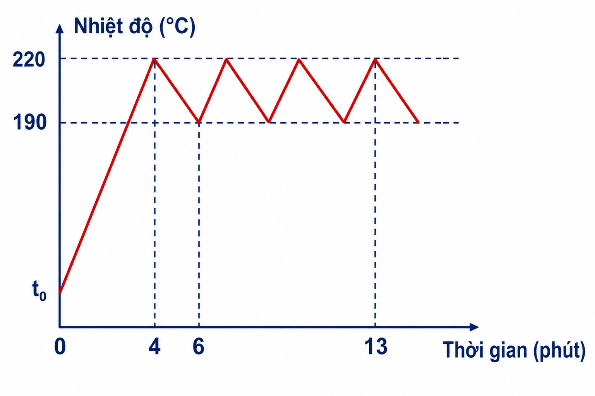 Nhiệt độ (°C)
220
190
t₀
0 4 6 13
Thời gian (phút)